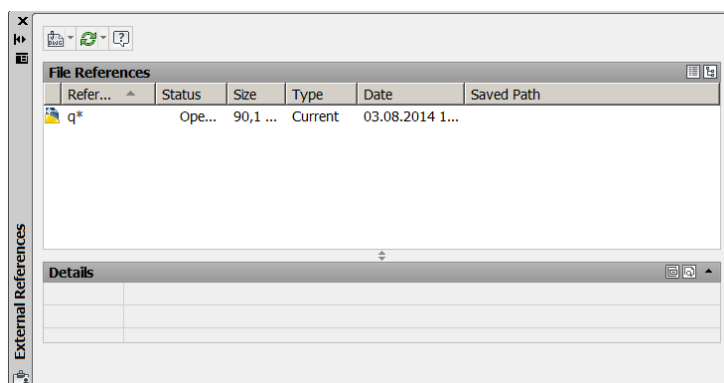 File References
Refer... Status Size Type Date Saved Path
q* Ope... 90,1 ... Current 03.08.2014 1...
Details
External References